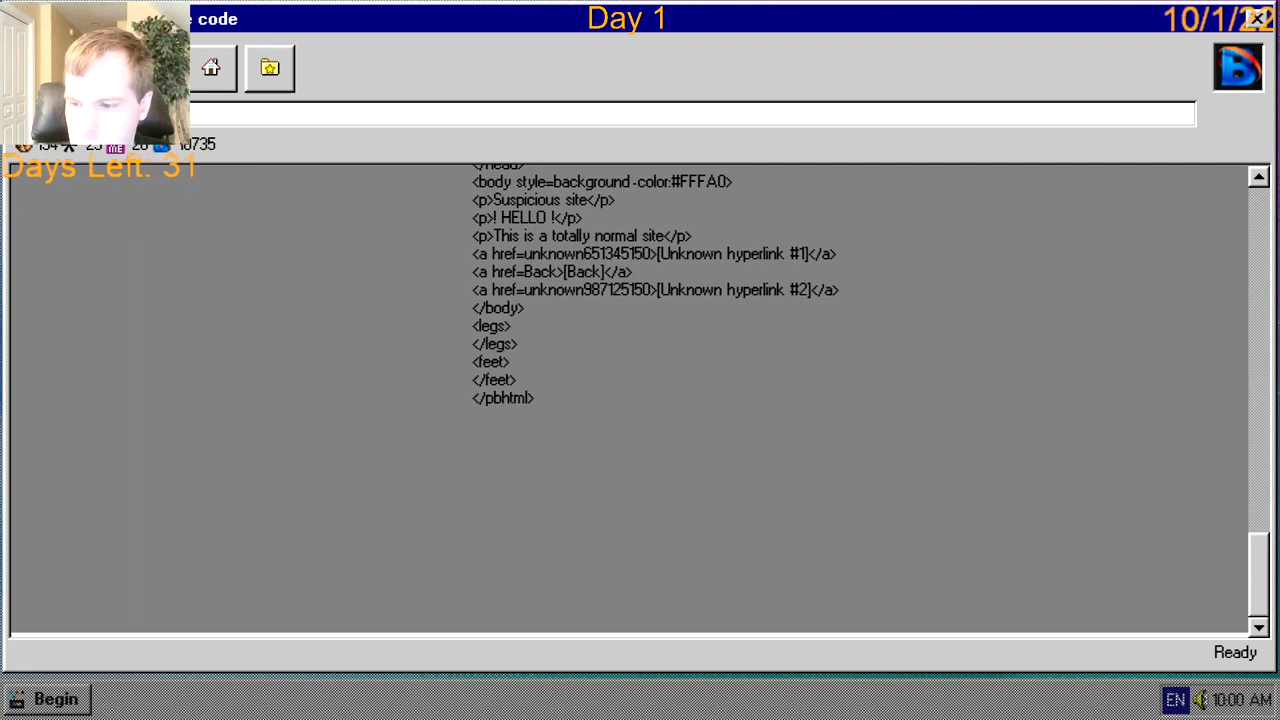 code
Day 1
10/1/22
Days Left: 31
<body style=background-color:#FFFA0>
<p>Suspicious site</p>
<p>! HELLO !</p>
<p>This is a totally normal site</p>
<a href=unknown651345150>[Unknown hyperlink #1]</a>
<a href=Back>[Back]</a>
<a href=unknown987125150>[Unknown hyperlink #2]</a>
</body>
<legs>
</legs>
<feet>
</feet>
</pbhtml>
Ready
Begin
EN
10:00 AM